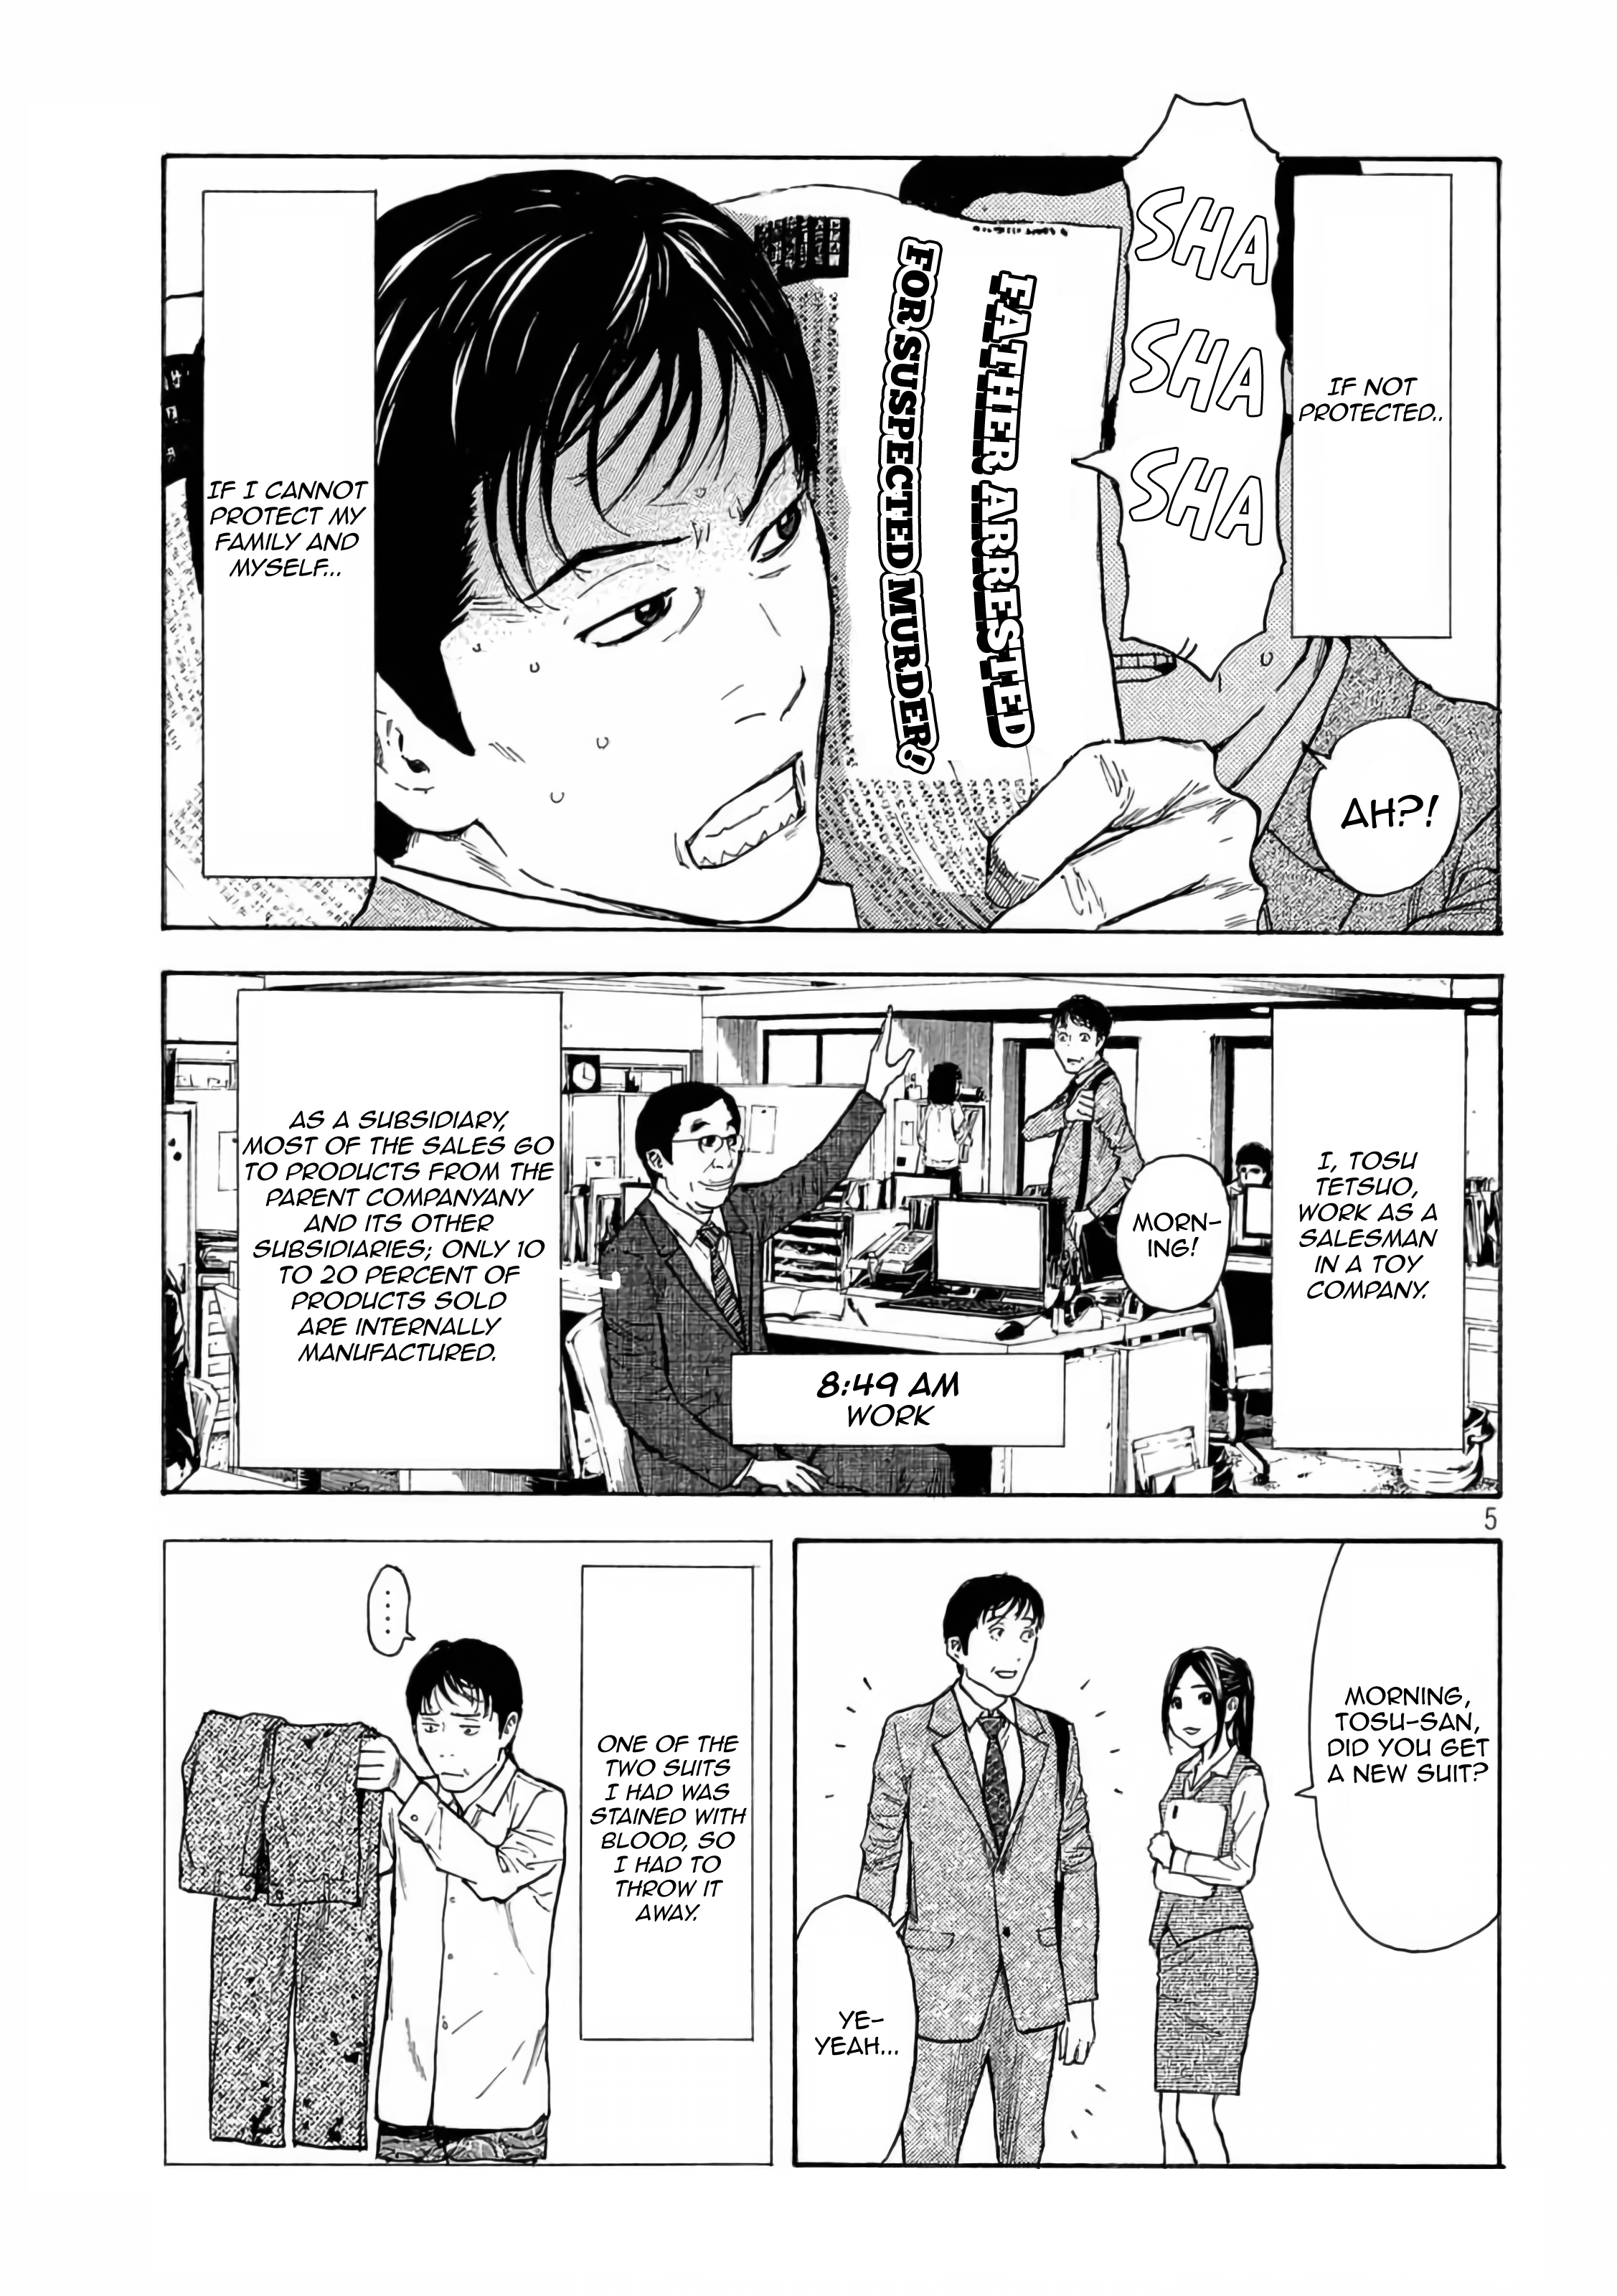 IF NOT
PROTECTED..
SHA
SHA
SHA
AH?!
FATHER ARRESTED
FOR SUSPECTED MURDER!
IF I CANNOT
PROTECT MY
FAMILY AND
MYSELF...
I, TOSU
TETSUO,
WORK AS A
SALESMAN
IN A TOY
COMPANY.
MORN-
ING!
8:49 AM
WORK
AS A SUBSIDIARY,
MOST OF THE SALES GO
TO PRODUCTS FROM THE
PARENT COMPANYANY
AND ITS OTHER
SUBSIDIARIES; ONLY 10
TO 20 PERCENT OF
PRODUCTS SOLD
ARE INTERNALLY
MANUFACTURED.
5
MORNING,
TOSU-SAN,
DID YOU GET
A NEW SUIT?
YE-
YEAH...
ONE OF THE
TWO SUITS
I HAD WAS
STAINED WITH
BLOOD, SO
I HAD TO
THROW IT
AWAY.
....